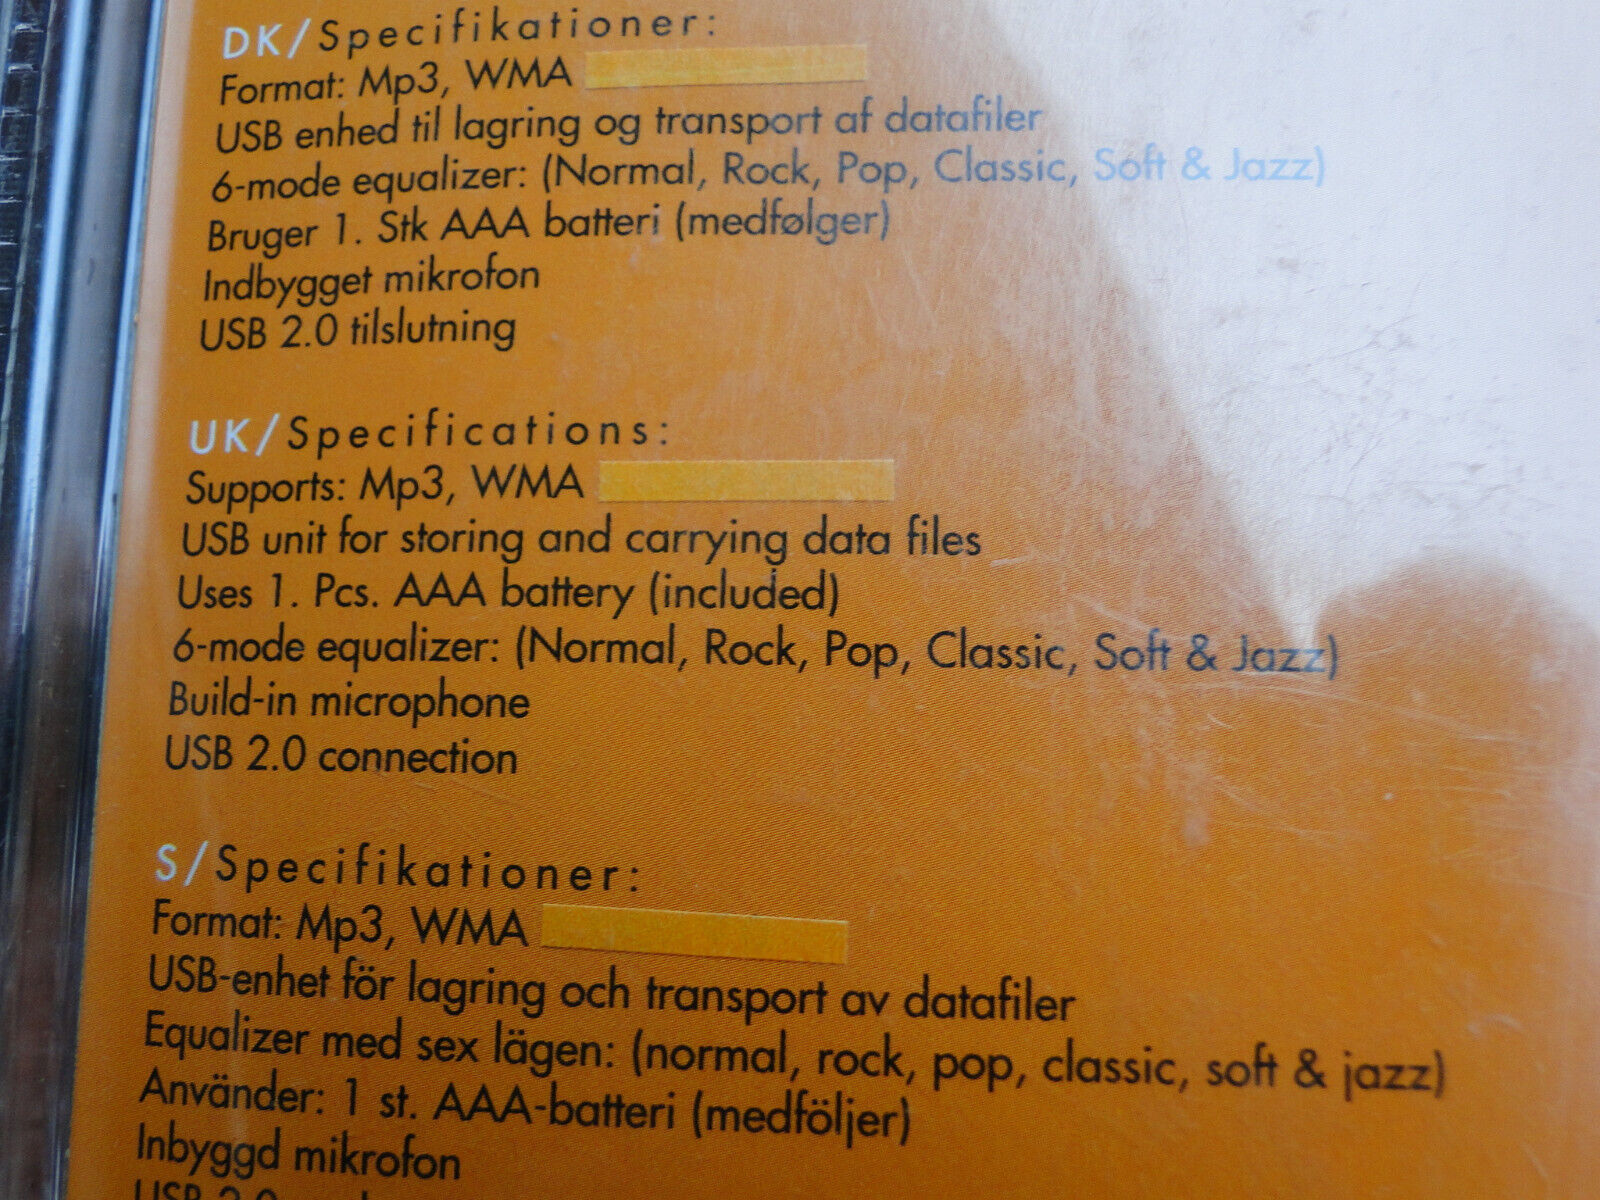 DK/Specifikationer:
Format: Mp3, WMA
USB enhed til lagring og transport af datafiler
6-mode equalizer: (Normal, Rock, Pop, Classic, Soft & Jazz)
Bruger 1. Stk AAA batteri (medfølger)
Indbygget mikrofon
USB 2.0 tilslutning
UK/Specifications:
Supports: Mp3, WMA
USB unit for storing and carrying data files
Uses 1. Pcs. AAA battery (included)
6-mode equalizer: (Normal, Rock, Pop, Classic, Soft & Jazz)
Build-in microphone
USB 2.0 connection
S/Specifikationer:
Format: Mp3, WMA
USB-enhet för lagring och transport av datafiler
Equalizer med sex lägen: (normal, rock, pop, classic, soft & jazz)
Använder: 1 st. AAA-batteri (medföljer)
Inbyggd mikrofon
USB 2.0